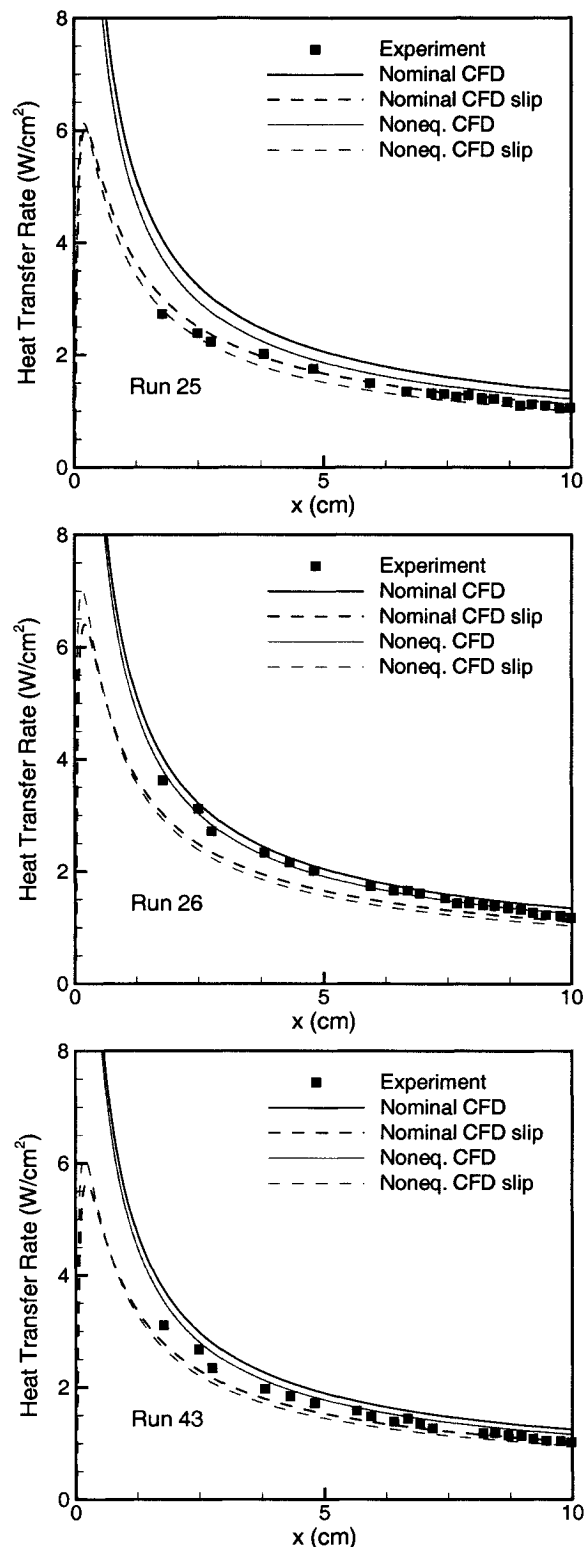 8
6
4
2
0
Heat Transfer Rate (W/cm²)
Experiment
Nominal CFD
Nominal CFD slip
Noneq. CFD
Noneq. CFD slip
Run 25
0
5
10
x (cm)
8
6
4
2
0
Heat Transfer Rate (W/cm²)
Experiment
Nominal CFD
Nominal CFD slip
Noneq. CFD
Noneq. CFD slip
Run 26
0
5
10
x (cm)
8
6
4
2
0
Heat Transfer Rate (W/cm²)
Experiment
Nominal CFD
Nominal CFD slip
Noneq. CFD
Noneq. CFD slip
Run 43
0
5
10
x (cm)